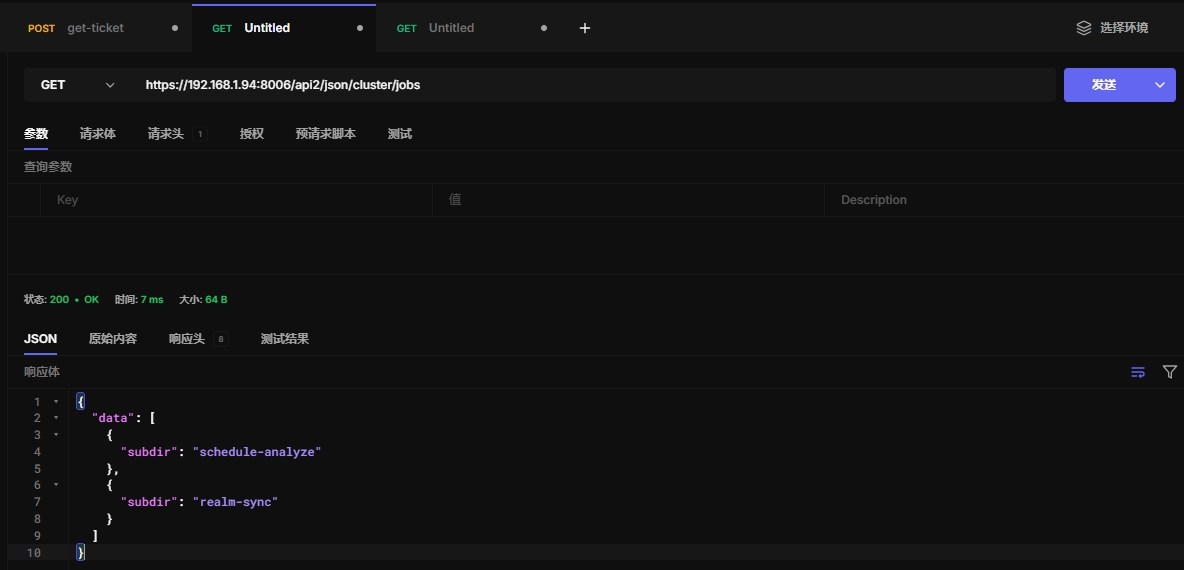 POST get-ticket GET Untitled GET Untitled + 选择环境
GET https://192.168.1.94:8006/api2/json/cluster/jobs 发送
参数 请求体 请求头 1 授权 预请求脚本 测试
查询参数
Key 值 Description
状态: 200 • OK 时间: 7 ms 大小: 64 B
JSON 原始内容 响应头 8 测试结果
响应体
1 {
2 "data": [
3 {
4 "subdir": "schedule-analyze"
5 },
6 {
7 "subdir": "realm-sync"
8 }
9 ]
10 }